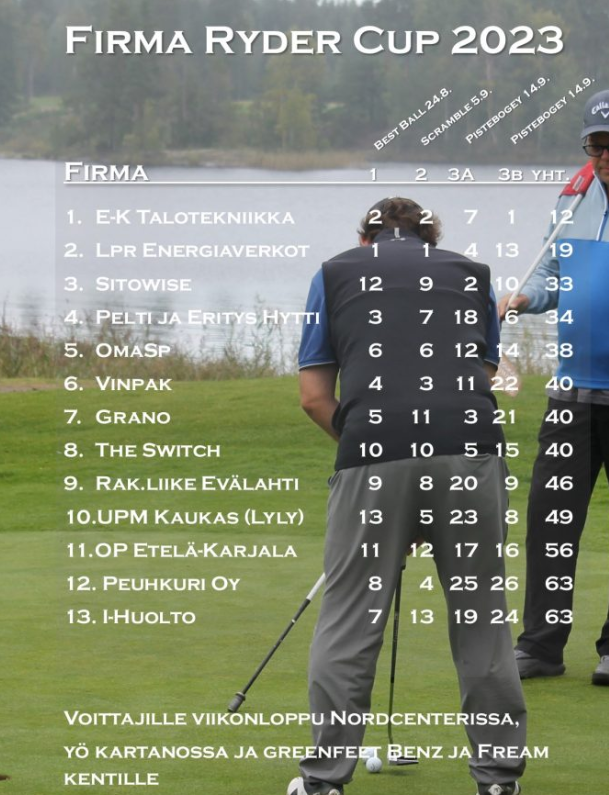 FIRMA RYDER CUP 2023
BEST BALL 24.8. SCRAMBLE 5.9. PISTEBOGEY 14.9. PISTEBOGEY 14.9.
FIRMA 1 2 3A 3B YHT.
1. E-K TALOTEKNIIKKA 2 2 7 1 12
2. LPR ENERGIAVERKOT 1 1 4 13 19
3. SITOWISE 12 9 2 10 33
4. PELTI JA ERITYS HYTTI 3 7 18 6 34
5. OMASP 6 6 12 14 38
6. VINPAK 4 3 11 22 40
7. GRANO 5 11 3 21 40
8. THE SWITCH 10 10 5 15 40
9. RAK.LIIKE EVÄLAHTI 9 8 20 9 46
10.UPM KAUKAS (LYLY) 13 5 23 8 49
11.OP ETELÄ-KARJALA 11 12 17 16 56
12. PEUHKURI OY 8 4 25 26 63
13. I-HUOLTO 7 13 19 24 63
VOITTAJILLE VIIKONLOPPU NORDCENTERISSA,
YÖ KARTANOSSA JA GREENFEET BENZ JA FREAM
KENTILLE